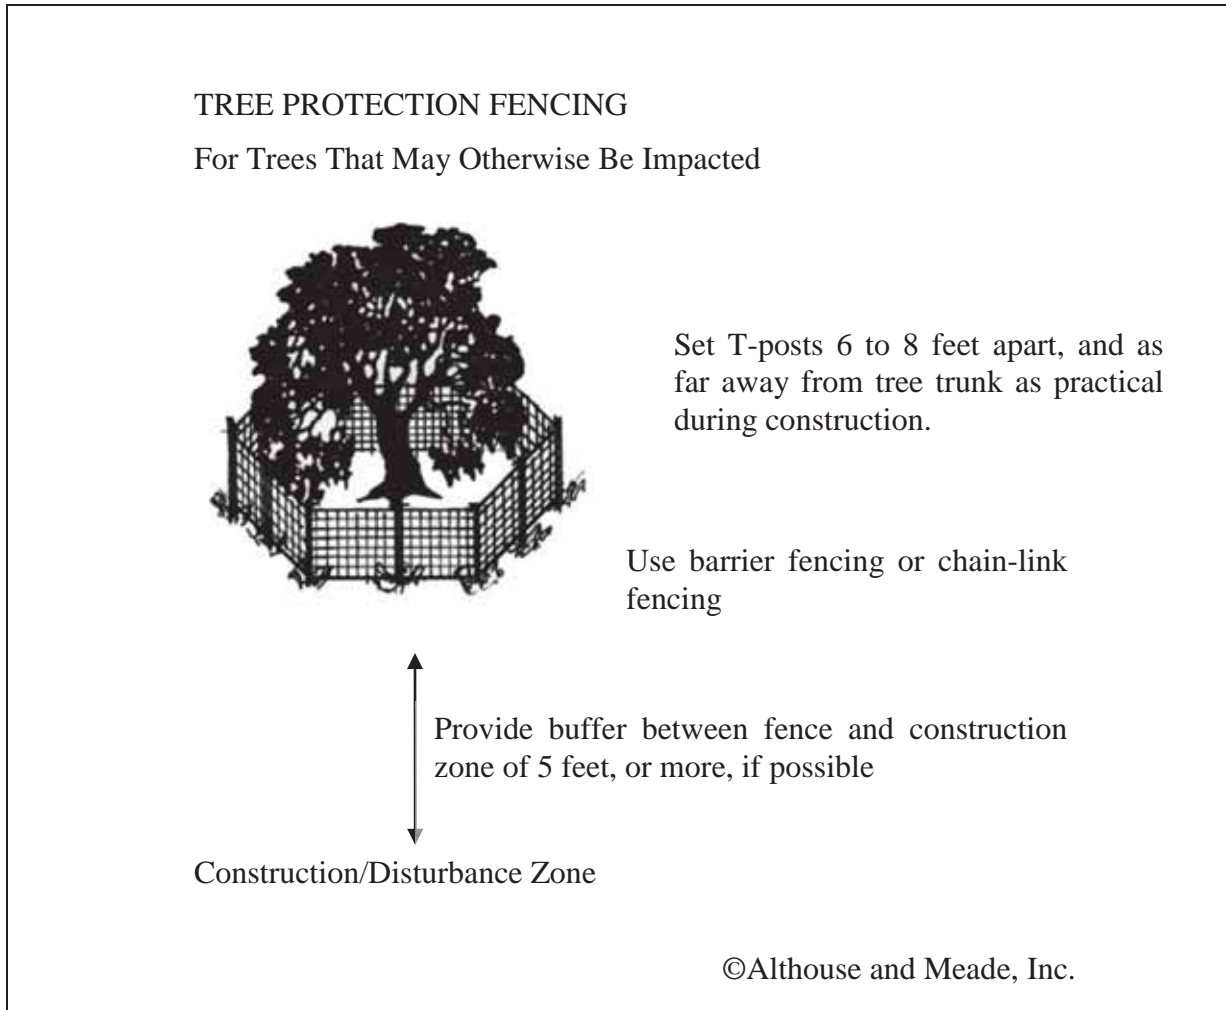 TREE PROTECTION FENCING
For Trees That May Otherwise Be Impacted
Set T-posts 6 to 8 feet apart, and as
far away from tree trunk as practical
during construction.
Use barrier fencing or chain-link
fencing
Provide buffer between fence and construction
zone of 5 feet, or more, if possible
Construction/Disturbance Zone
©Althouse and Meade, Inc.